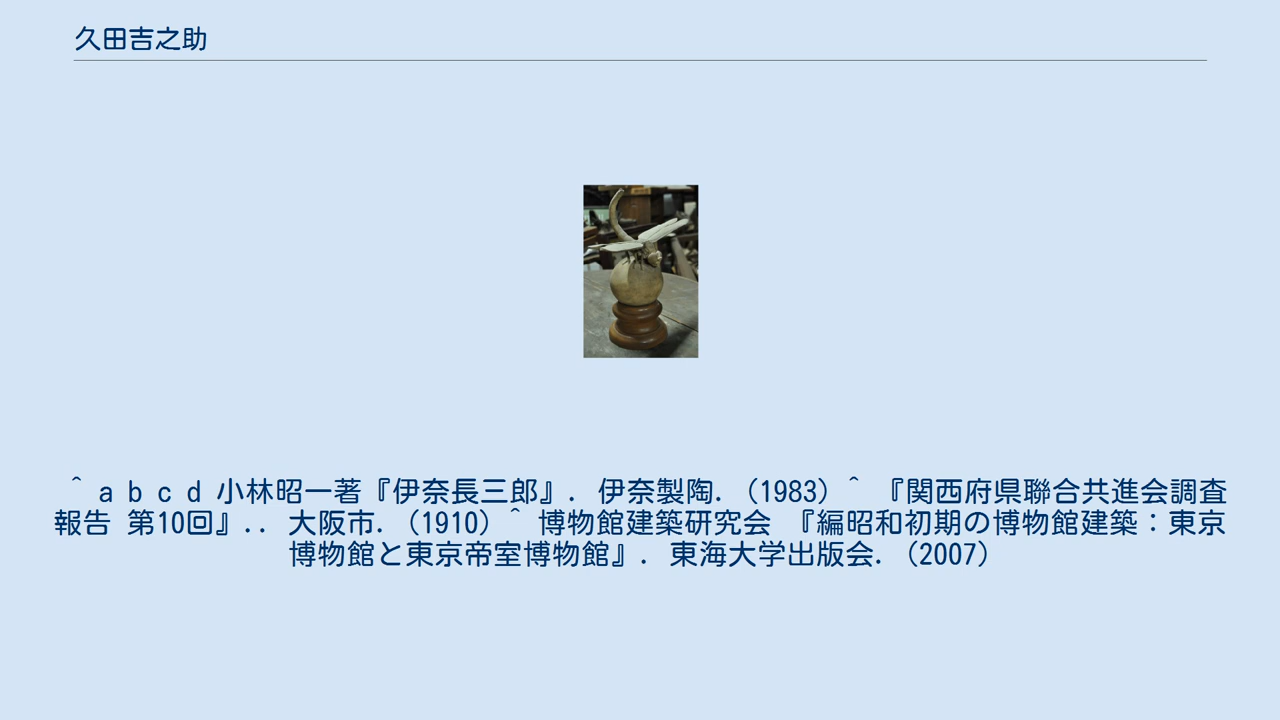 久田吉之助
^ a b c d 小林昭一著『伊奈長三郎』. 伊奈製陶. (1983) ^ 『関西府県聯合共進会調査
報告 第10回』.. 大阪市. (1910) ^ 博物館建築研究会 『編昭和初期の博物館建築：東京
博物館と東京帝室博物館』. 東海大学出版会. (2007)